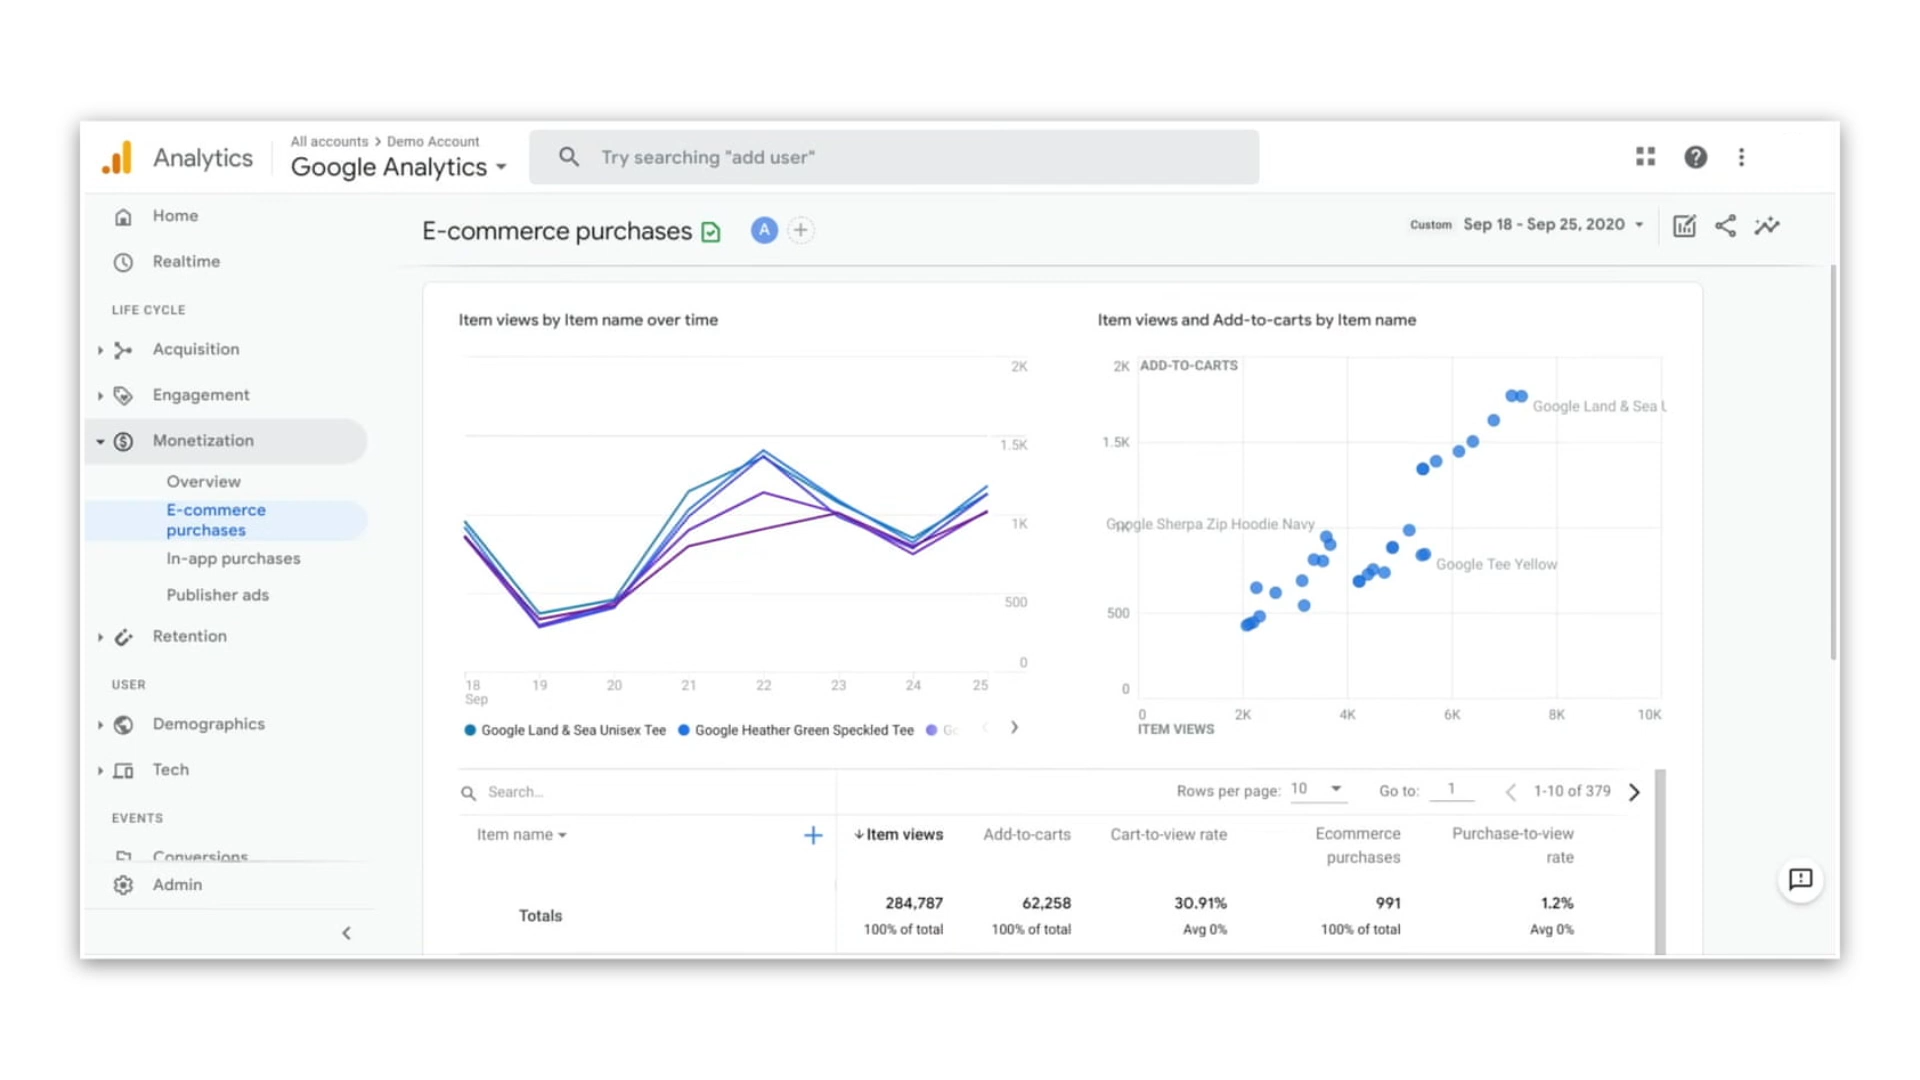 Analytics
All accounts > Demo Account
Google Analytics
Try searching "add user"
Home
Realtime
LIFE CYCLE
Acquisition
Engagement
Monetization
Overview
E-commerce
purchases
In-app purchases
Publisher ads
Retention
USER
Demographics
Tech
EVENTS
Conversions
Admin
E-commerce purchases
A
Custom Sep 18 - Sep 25, 2020
Item views by Item name over time
2K
1.5K
1K
500
0
18 19 20 21 22 23 24 25
Sep
Google Land & Sea Unisex Tee Google Heather Green Speckled Tee Go
Item views and Add-to-carts by Item name
2K ADD-TO-CARTS
Google Land & Sea U
1.5K
Google Sherpa Zip Hoodie Navy
1K
Google Tee Yellow
500
0
0 2K 4K 6K 8K 10K
ITEM VIEWS
Search...
Rows per page: 10 Go to: 1 1-10 of 379
Item name + Item views Add-to-carts Cart-to-view rate Ecommerce purchases Purchase-to-view rate
Totals
284,787 62,258 30.91% 991 1.2%
100% of total 100% of total Avg 0% 100% of total Avg 0%